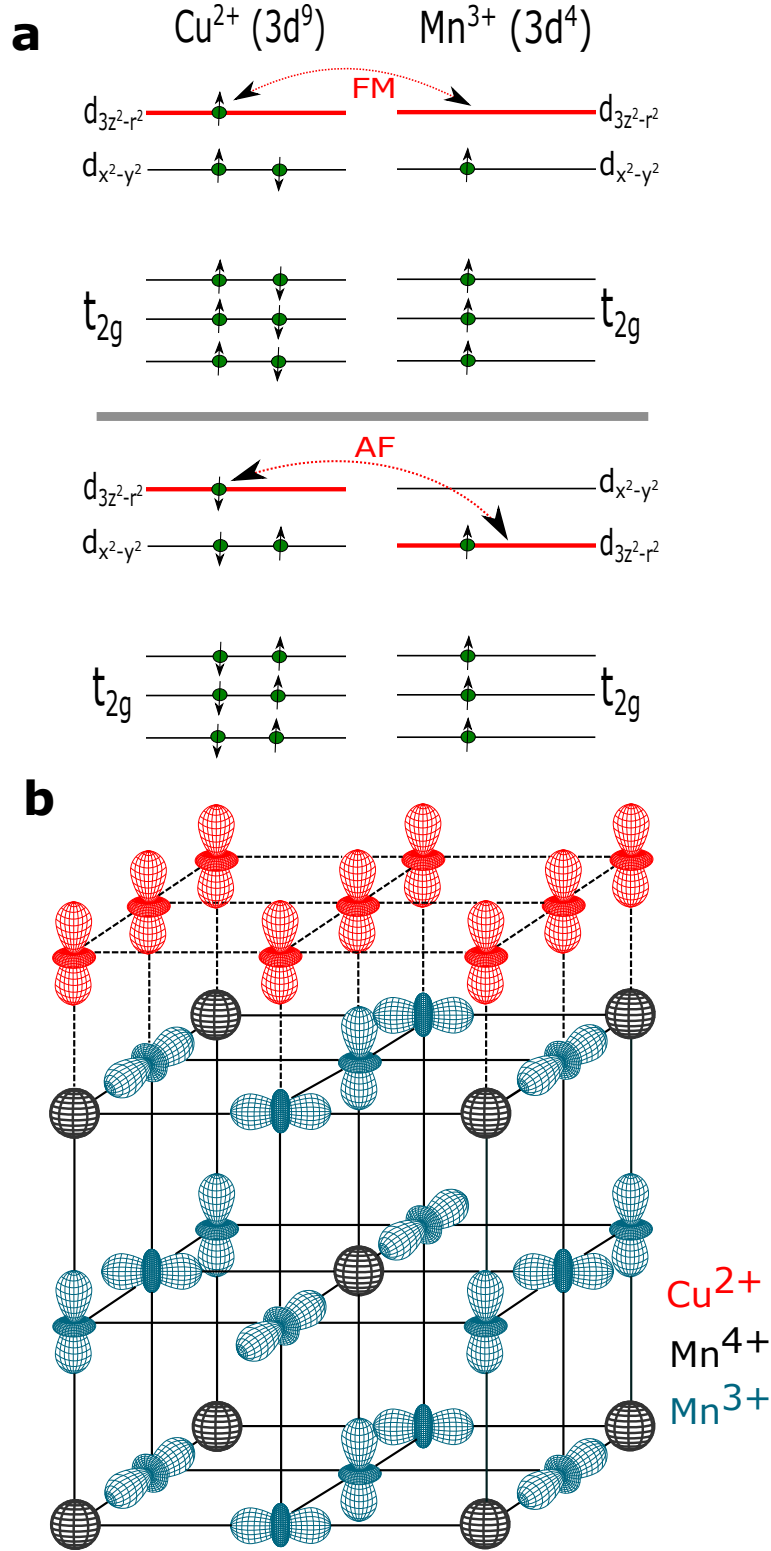 a
Cu²⁺ (3d⁹) Mn³⁺ (3d⁴)
FM
d3z²-r² d3z²-r²
dx²-y² dx²-y²
t2g t2g
AF
d3z²-r² dx²-y²
dx²-y² d3z²-r²
t2g t2g
b
Cu²⁺
Mn⁴⁺
Mn³⁺